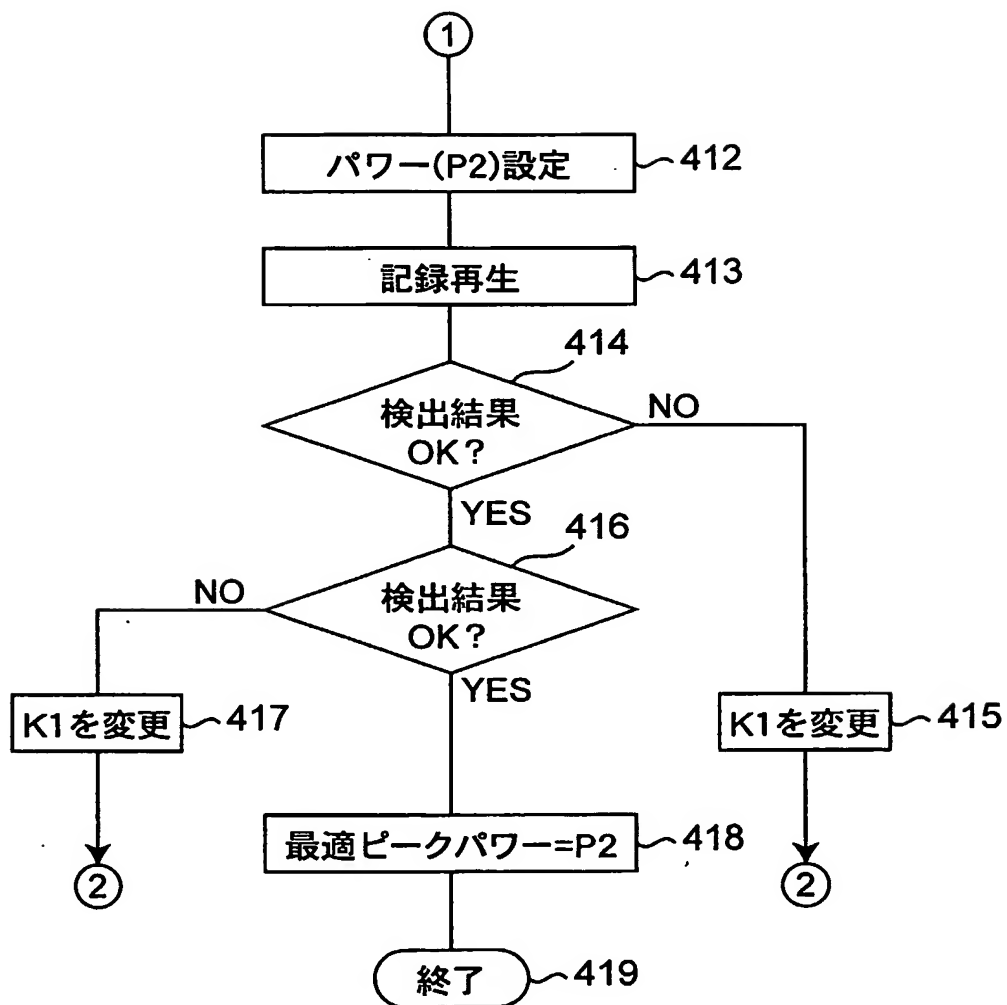 ①
パワー(P2)設定
412
記録再生
413
414
検出結果
OK?
NO
YES
416
検出結果
OK?
NO
YES
K1を変更
417
K1を変更
415
最適ピークパワー=P2
418
②
②
終了
419